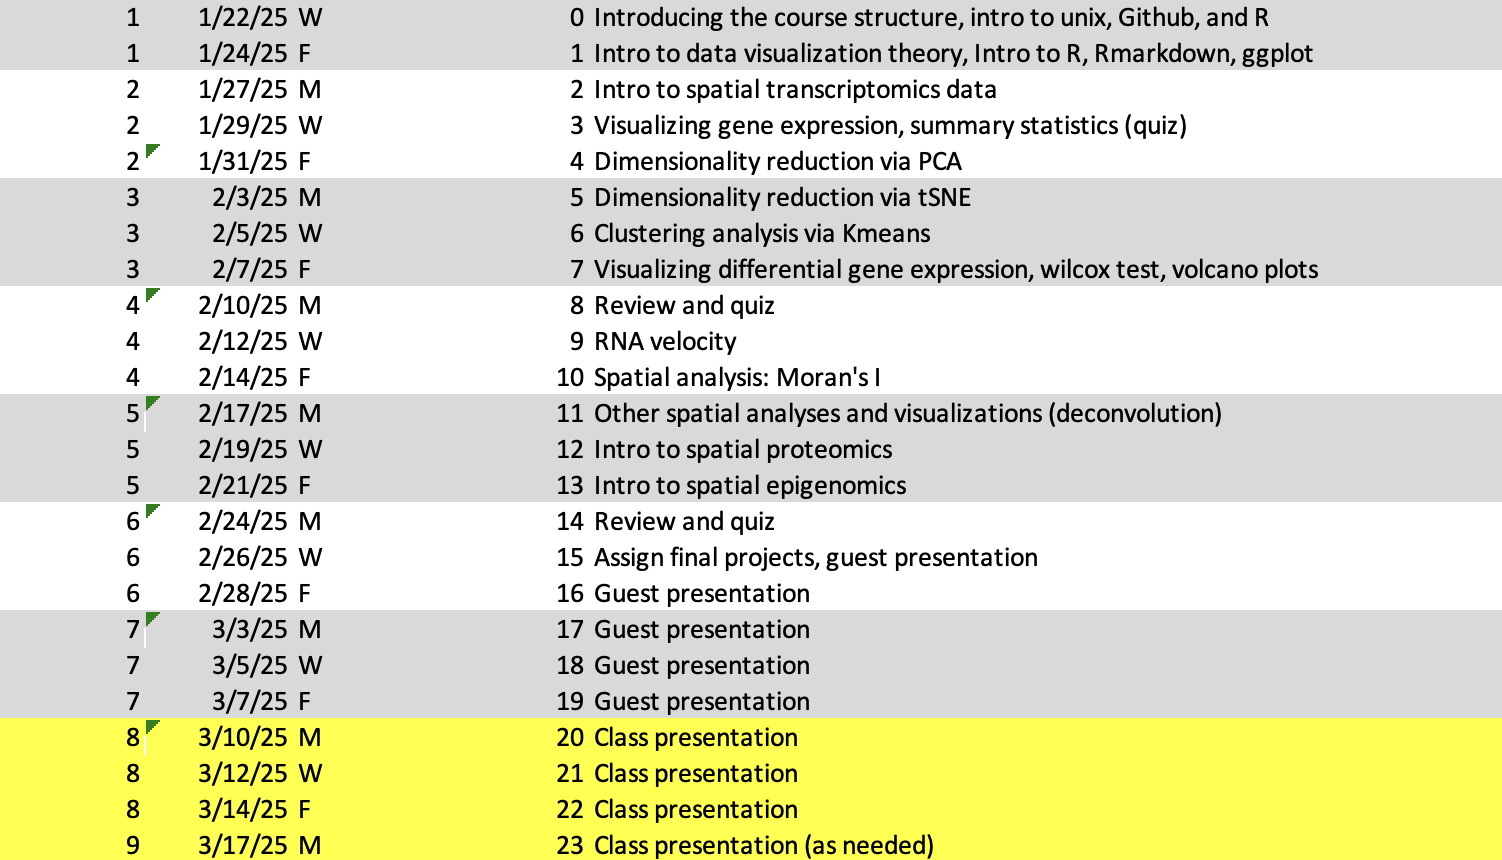 1 1/22/25 W 0 Introducing the course structure, intro to unix, Github, and R
1 1/24/25 F 1 Intro to data visualization theory, Intro to R, Rmarkdown, ggplot
2 1/27/25 M 2 Intro to spatial transcriptomics data
2 1/29/25 W 3 Visualizing gene expression, summary statistics (quiz)
2 1/31/25 F 4 Dimensionality reduction via PCA
3 2/3/25 M 5 Dimensionality reduction via tSNE
3 2/5/25 W 6 Clustering analysis via Kmeans
3 2/7/25 F 7 Visualizing differential gene expression, wilcox test, volcano plots
4 2/10/25 M 8 Review and quiz
4 2/12/25 W 9 RNA velocity
4 2/14/25 F 10 Spatial analysis: Moran's I
5 2/17/25 M 11 Other spatial analyses and visualizations (deconvolution)
5 2/19/25 W 12 Intro to spatial proteomics
5 2/21/25 F 13 Intro to spatial epigenomics
6 2/24/25 M 14 Review and quiz
6 2/26/25 W 15 Assign final projects, guest presentation
6 2/28/25 F 16 Guest presentation
7 3/3/25 M 17 Guest presentation
7 3/5/25 W 18 Guest presentation
7 3/7/25 F 19 Guest presentation
8 3/10/25 M 20 Class presentation
8 3/12/25 W 21 Class presentation
8 3/14/25 F 22 Class presentation
9 3/17/25 M 23 Class presentation (as needed)